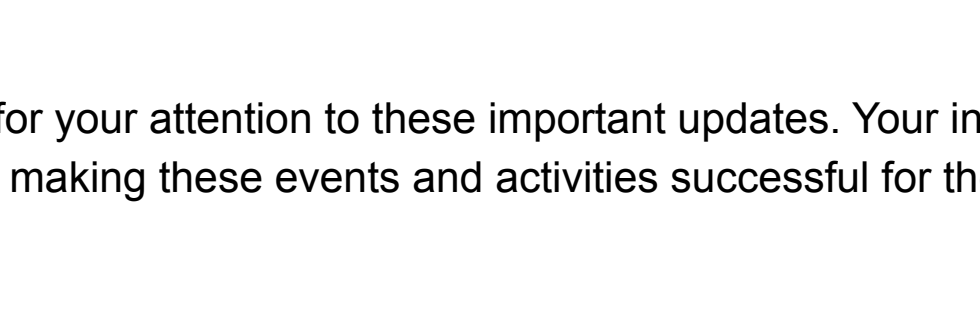 for your attention to these important updates. Your in
making these events and activities successful for th